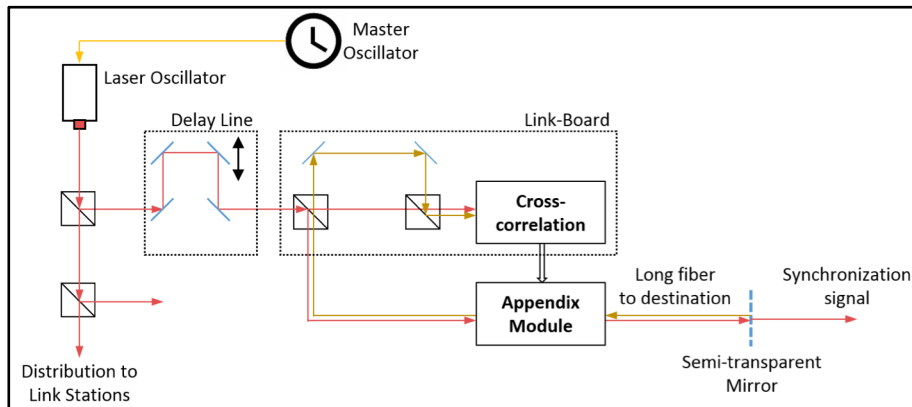 Master
Oscillator
Laser Oscillator
Delay Line
Link-Board
Cross-
correlation
Long fiber
to destination
Synchronization
signal
Appendix
Module
Semi-transparent
Mirror
Distribution to
Link Stations